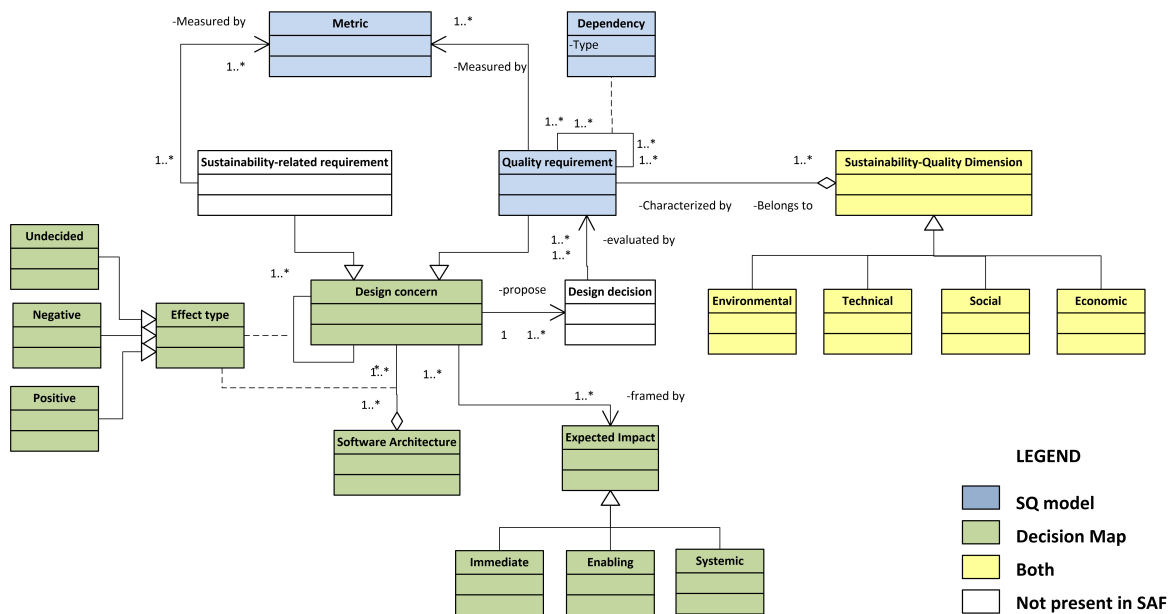 -Measured by
Metric
1..*
Dependency
-Type
1..*
-Measured by
1..*
1..*
1..*
1..*
1..*
1..*
Sustainability-related requirement
Quality requirement
Sustainability-Quality Dimension
-Characterized by
-Belongs to
Undecided
1..*
-evaluated by
1..*
1..*
Design concern
-propose
Design decision
Environmental
Technical
Social
Economic
Negative
Effect type
1
1..*
1..*
*
1..*
Positive
1..*
1..*
-framed by
Software Architecture
Expected Impact
LEGEND
SQ model
Decision Map
Immediate
Enabling
Systemic
Both
Not present in SAF